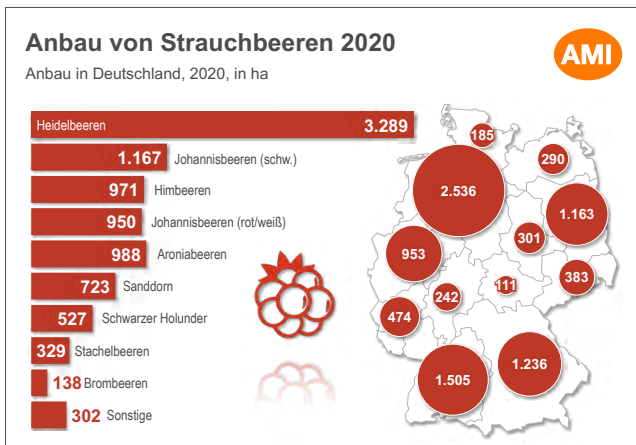 Anbau von Strauchbeeren 2020
AMI
Anbau in Deutschland, 2020, in ha
Heidelbeeren 3.289
1.167 Johannisbeeren (schw.)
971 Himbeeren
950 Johannisbeeren (rot/weiß)
988 Aroniabeeren
723 Sanddorn
527 Schwarzer Holunder
329 Stachelbeeren
138 Brombeeren
302 Sonstige
185
290
2.536
1.163
301
953
383
111
242
474
1.236
1.505